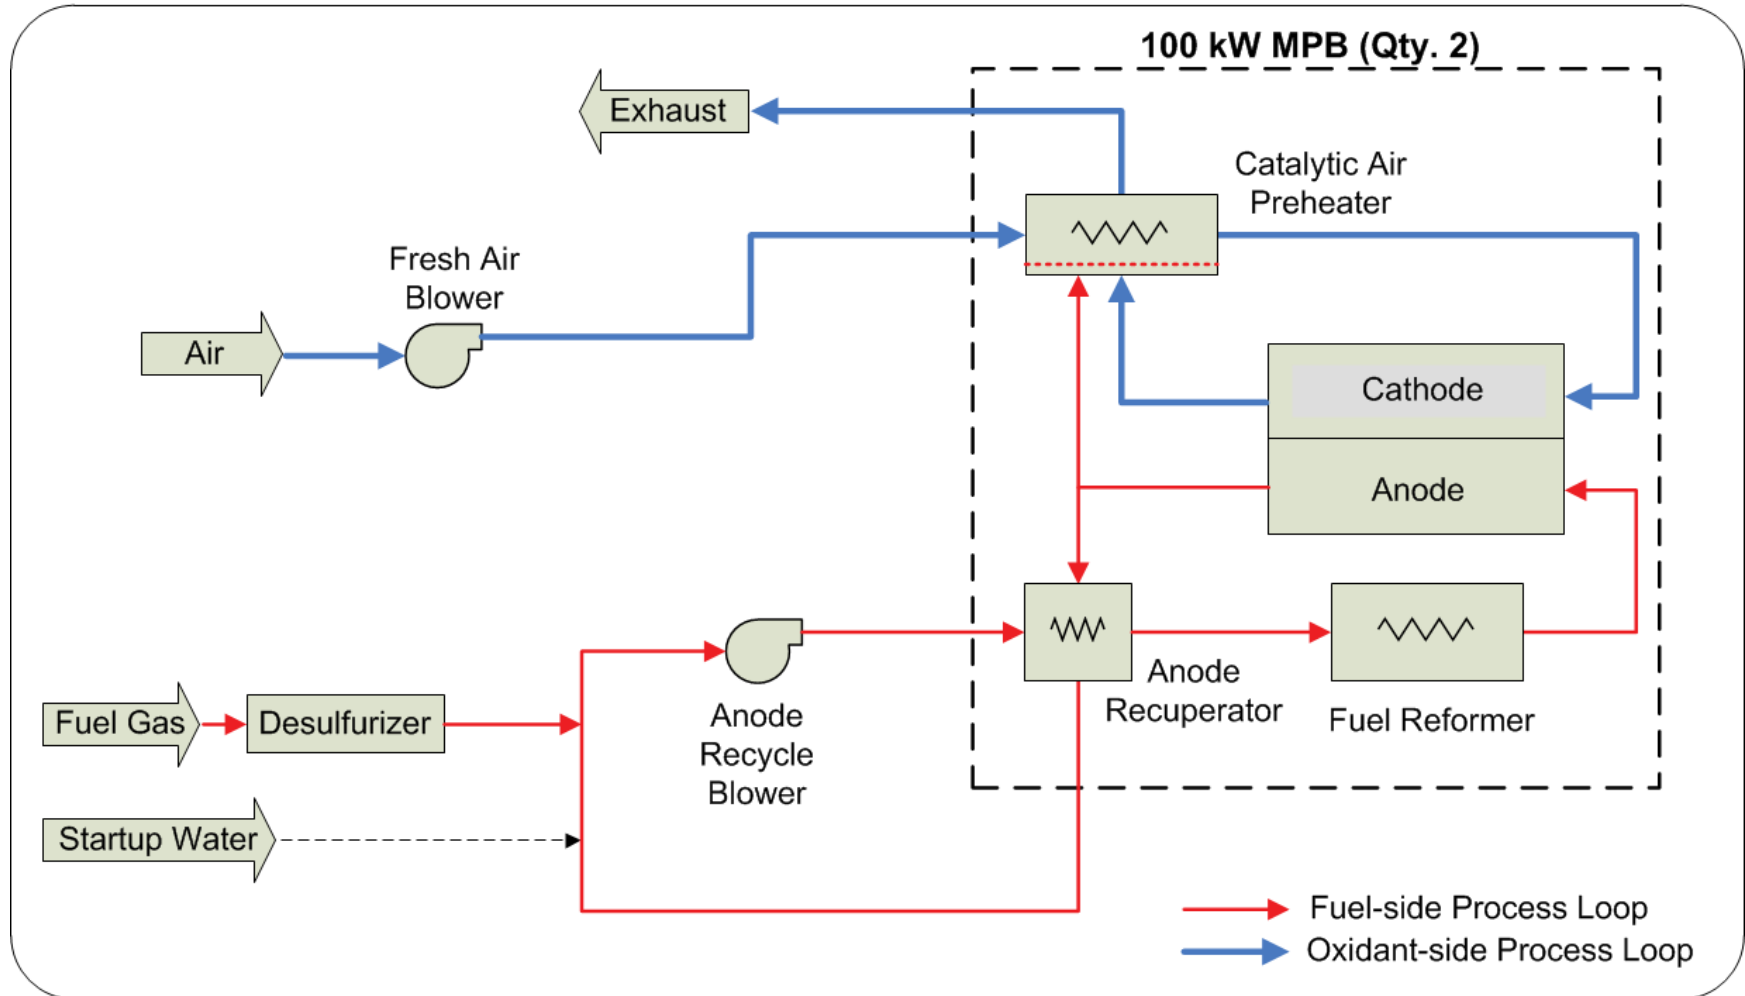 100 kW MPB (Qty. 2)
Exhaust
Catalytic Air
Preheater
Fresh Air
Blower
Air
Cathode
Anode
Anode
Recuperator
Fuel Reformer
Fuel Gas
Desulfurizer
Anode
Recycle
Blower
Startup Water
Fuel-side Process Loop
Oxidant-side Process Loop